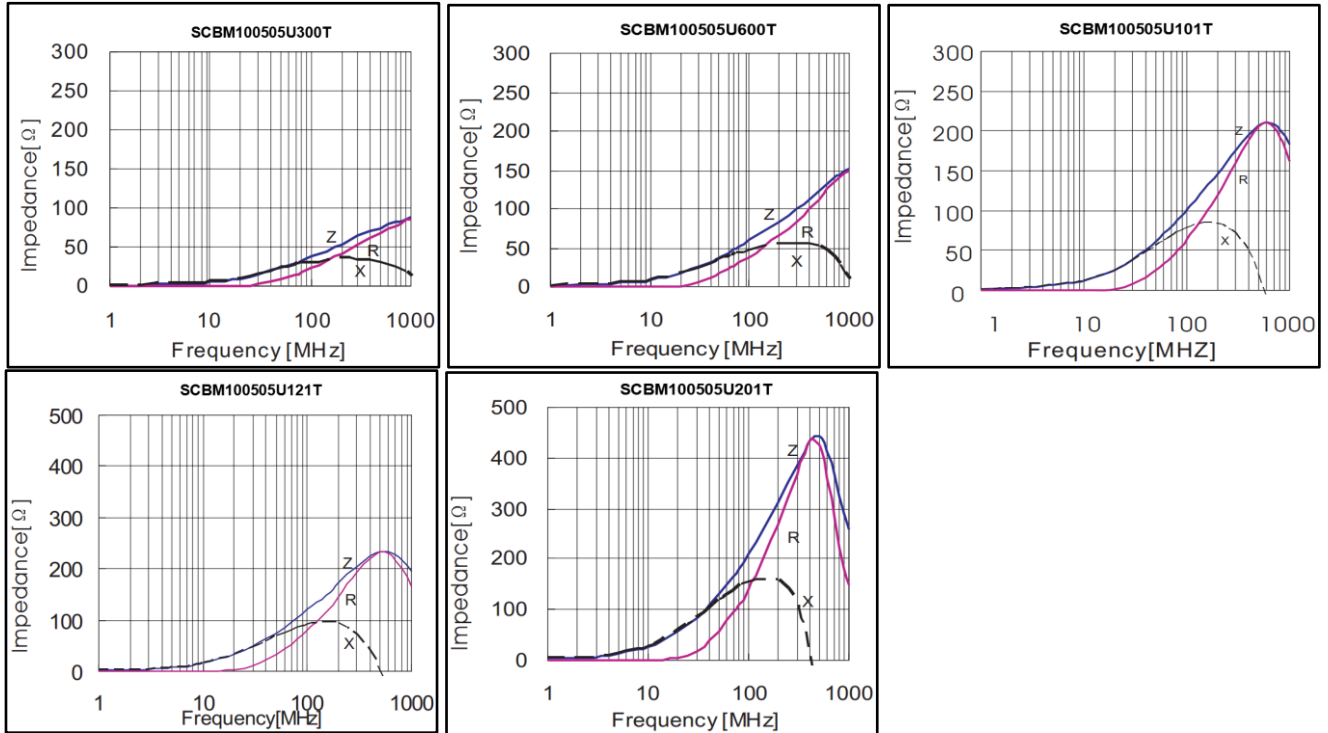 SCBM100505U300T
300
250
200
150
100
50
0
Impedance[Ω]
Z
R
X
1 10 100 1000
Frequency [MHz]
SCBM100505U600T
300
250
200
150
100
50
0
Impedance[Ω]
Z
R
X
1 10 100 1000
Frequency [MHz]
SCBM100505U101T
300
250
200
150
100
50
0
Impedance[Ω]
Z
R
X
1 10 100 1000
Frequency [MHZ]
SCBM100505U121T
500
400
300
200
100
0
Impedance[Ω]
Z
R
X
1 10 100 1000
Frequency[MHz]
SCBM100505U201T
500
400
300
200
100
0
Impedance[Ω]
Z
R
X
1 10 100 1000
Frequency [MHz]